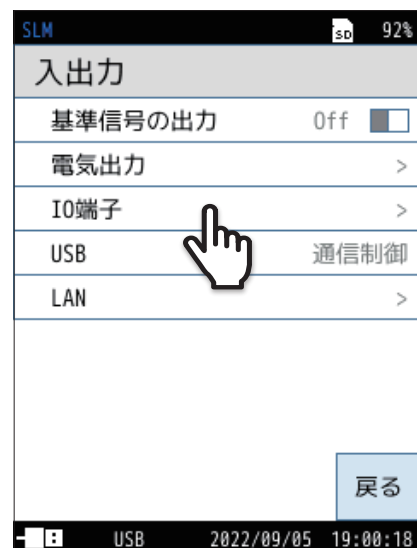 SLM SD 92%
入出力
基準信号の出力 Off
電気出力 >
IO端子 >
USB 通信制御
LAN >
戻る
USB 2022/09/05 19:00:18